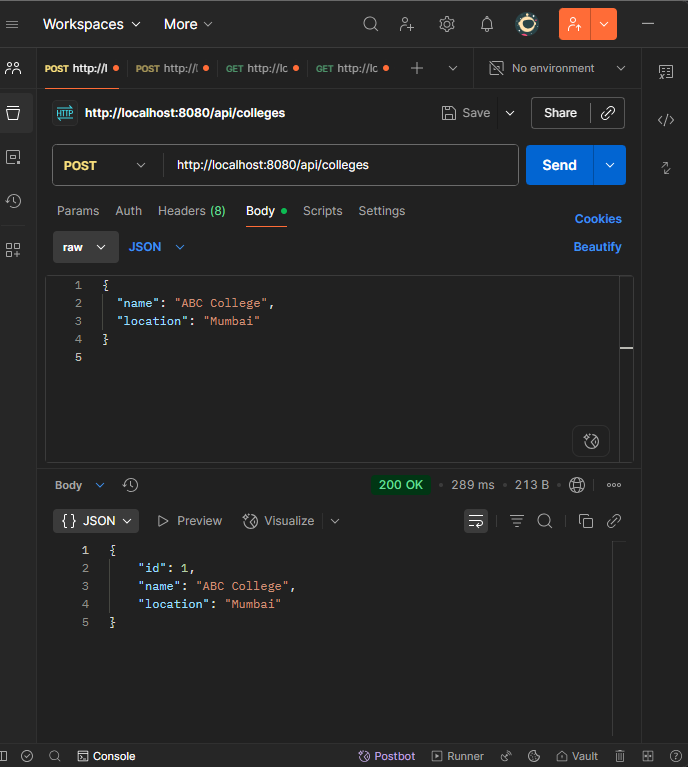 Workspaces More
POST http://l POST http://l GET http://lc GET http://lc No environment
HTTP http://localhost:8080/api/colleges Save Share
POST http://localhost:8080/api/colleges Send
Params Auth Headers (8) Body Scripts Settings Cookies
raw JSON Beautify
1 {
2 "name": "ABC College",
3 "location": "Mumbai"
4 }
5
Body 200 OK 289 ms 213 B
{} JSON Preview Visualize
1 {
2 "id": 1,
3 "name": "ABC College",
4 "location": "Mumbai"
5 }
Console Postbot Runner Vault